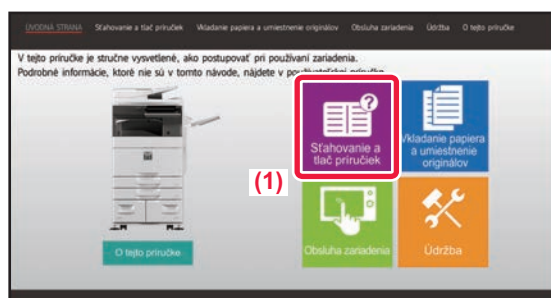 ÚVODNÁ STRANA Sťahovanie a tlač príručiek Vkladanie papiera a umiestnenie originálov Obsluha zariadenia Údržba O tejto príručke
V tejto príručke je stručne vysvetlené, ako postupovať pri používaní zariadenia.
Podrobné informácie, ktoré nie sú v tomto návode, nájdete v používateľskej príručke.
Sťahovanie a
tlač príručiek
Vkladanie papiera
a umiestnenie
originálov
(1)
O tejto príručke
Obsluha zariadenia
Údržba